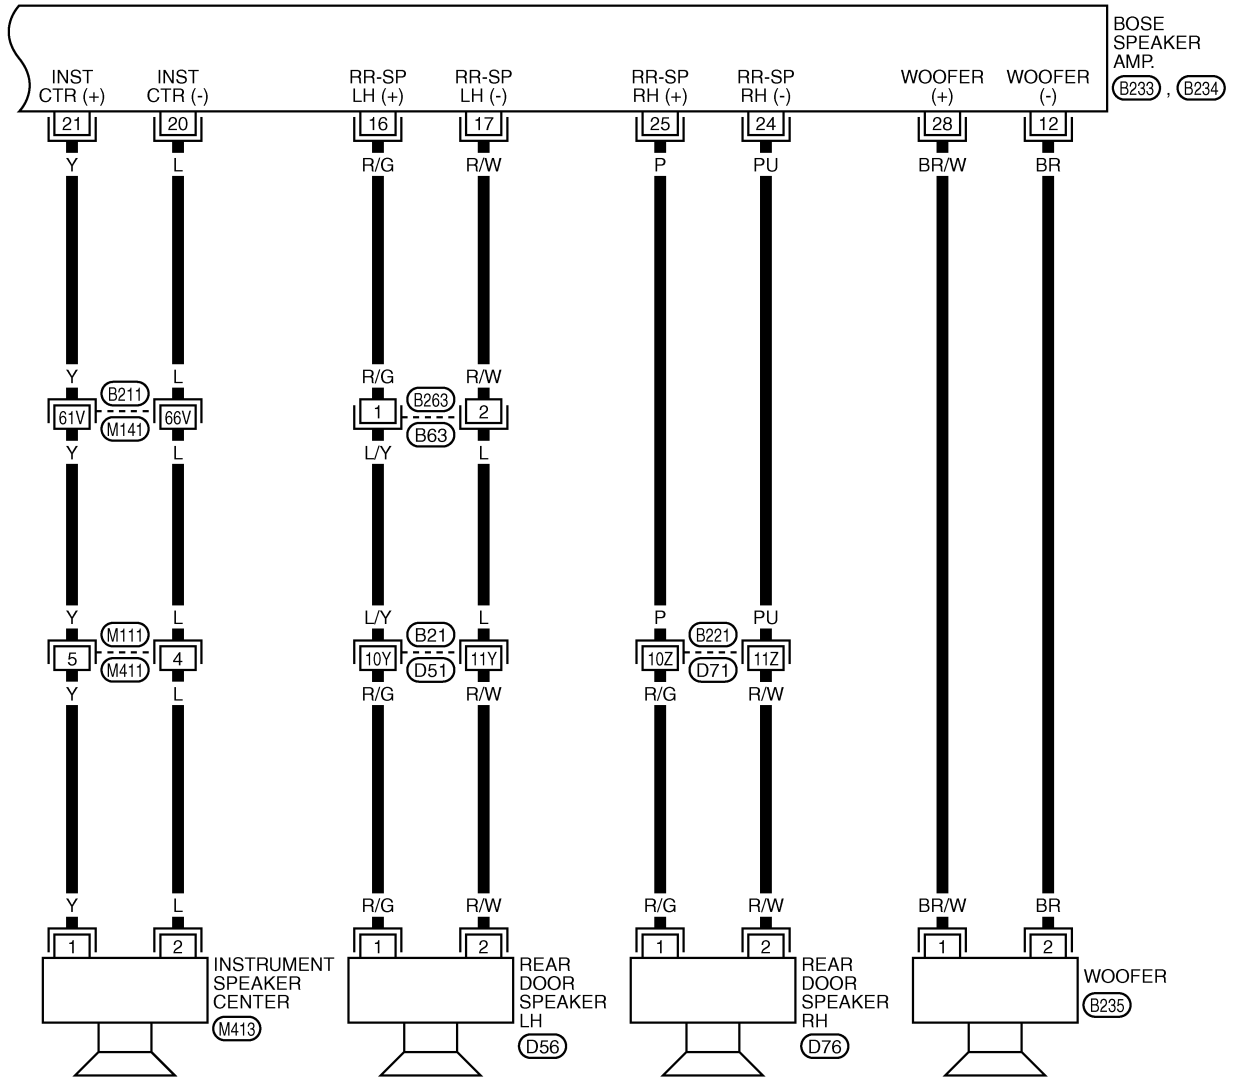 BOSE
SPEAKER
AMP.
B233 , B234
INST
CTR (+)
INST
CTR (-)
RR-SP
LH (+)
RR-SP
LH (-)
RR-SP
RH (+)
RR-SP
RH (-)
WOOFER
(+)
WOOFER
(-)
21 20 16 17 25 24 28 12
Y L R/G R/W P PU BR/W BR
Y L R/G R/W
B211 B263
61V 66V 1 2
M141 B63
Y L L/Y L
Y L L/Y L P PU
M111 B21 B221
5 4 10Y 11Y 10Z 11Z
M411 D51 D71
Y L R/G R/W R/G R/W
Y L R/G R/W R/G R/W BR/W BR
1 2 1 2 1 2 1 2
INSTRUMENT
SPEAKER
CENTER
M413
REAR
DOOR
SPEAKER
LH
D56
REAR
DOOR
SPEAKER
RH
D76
WOOFER
B235